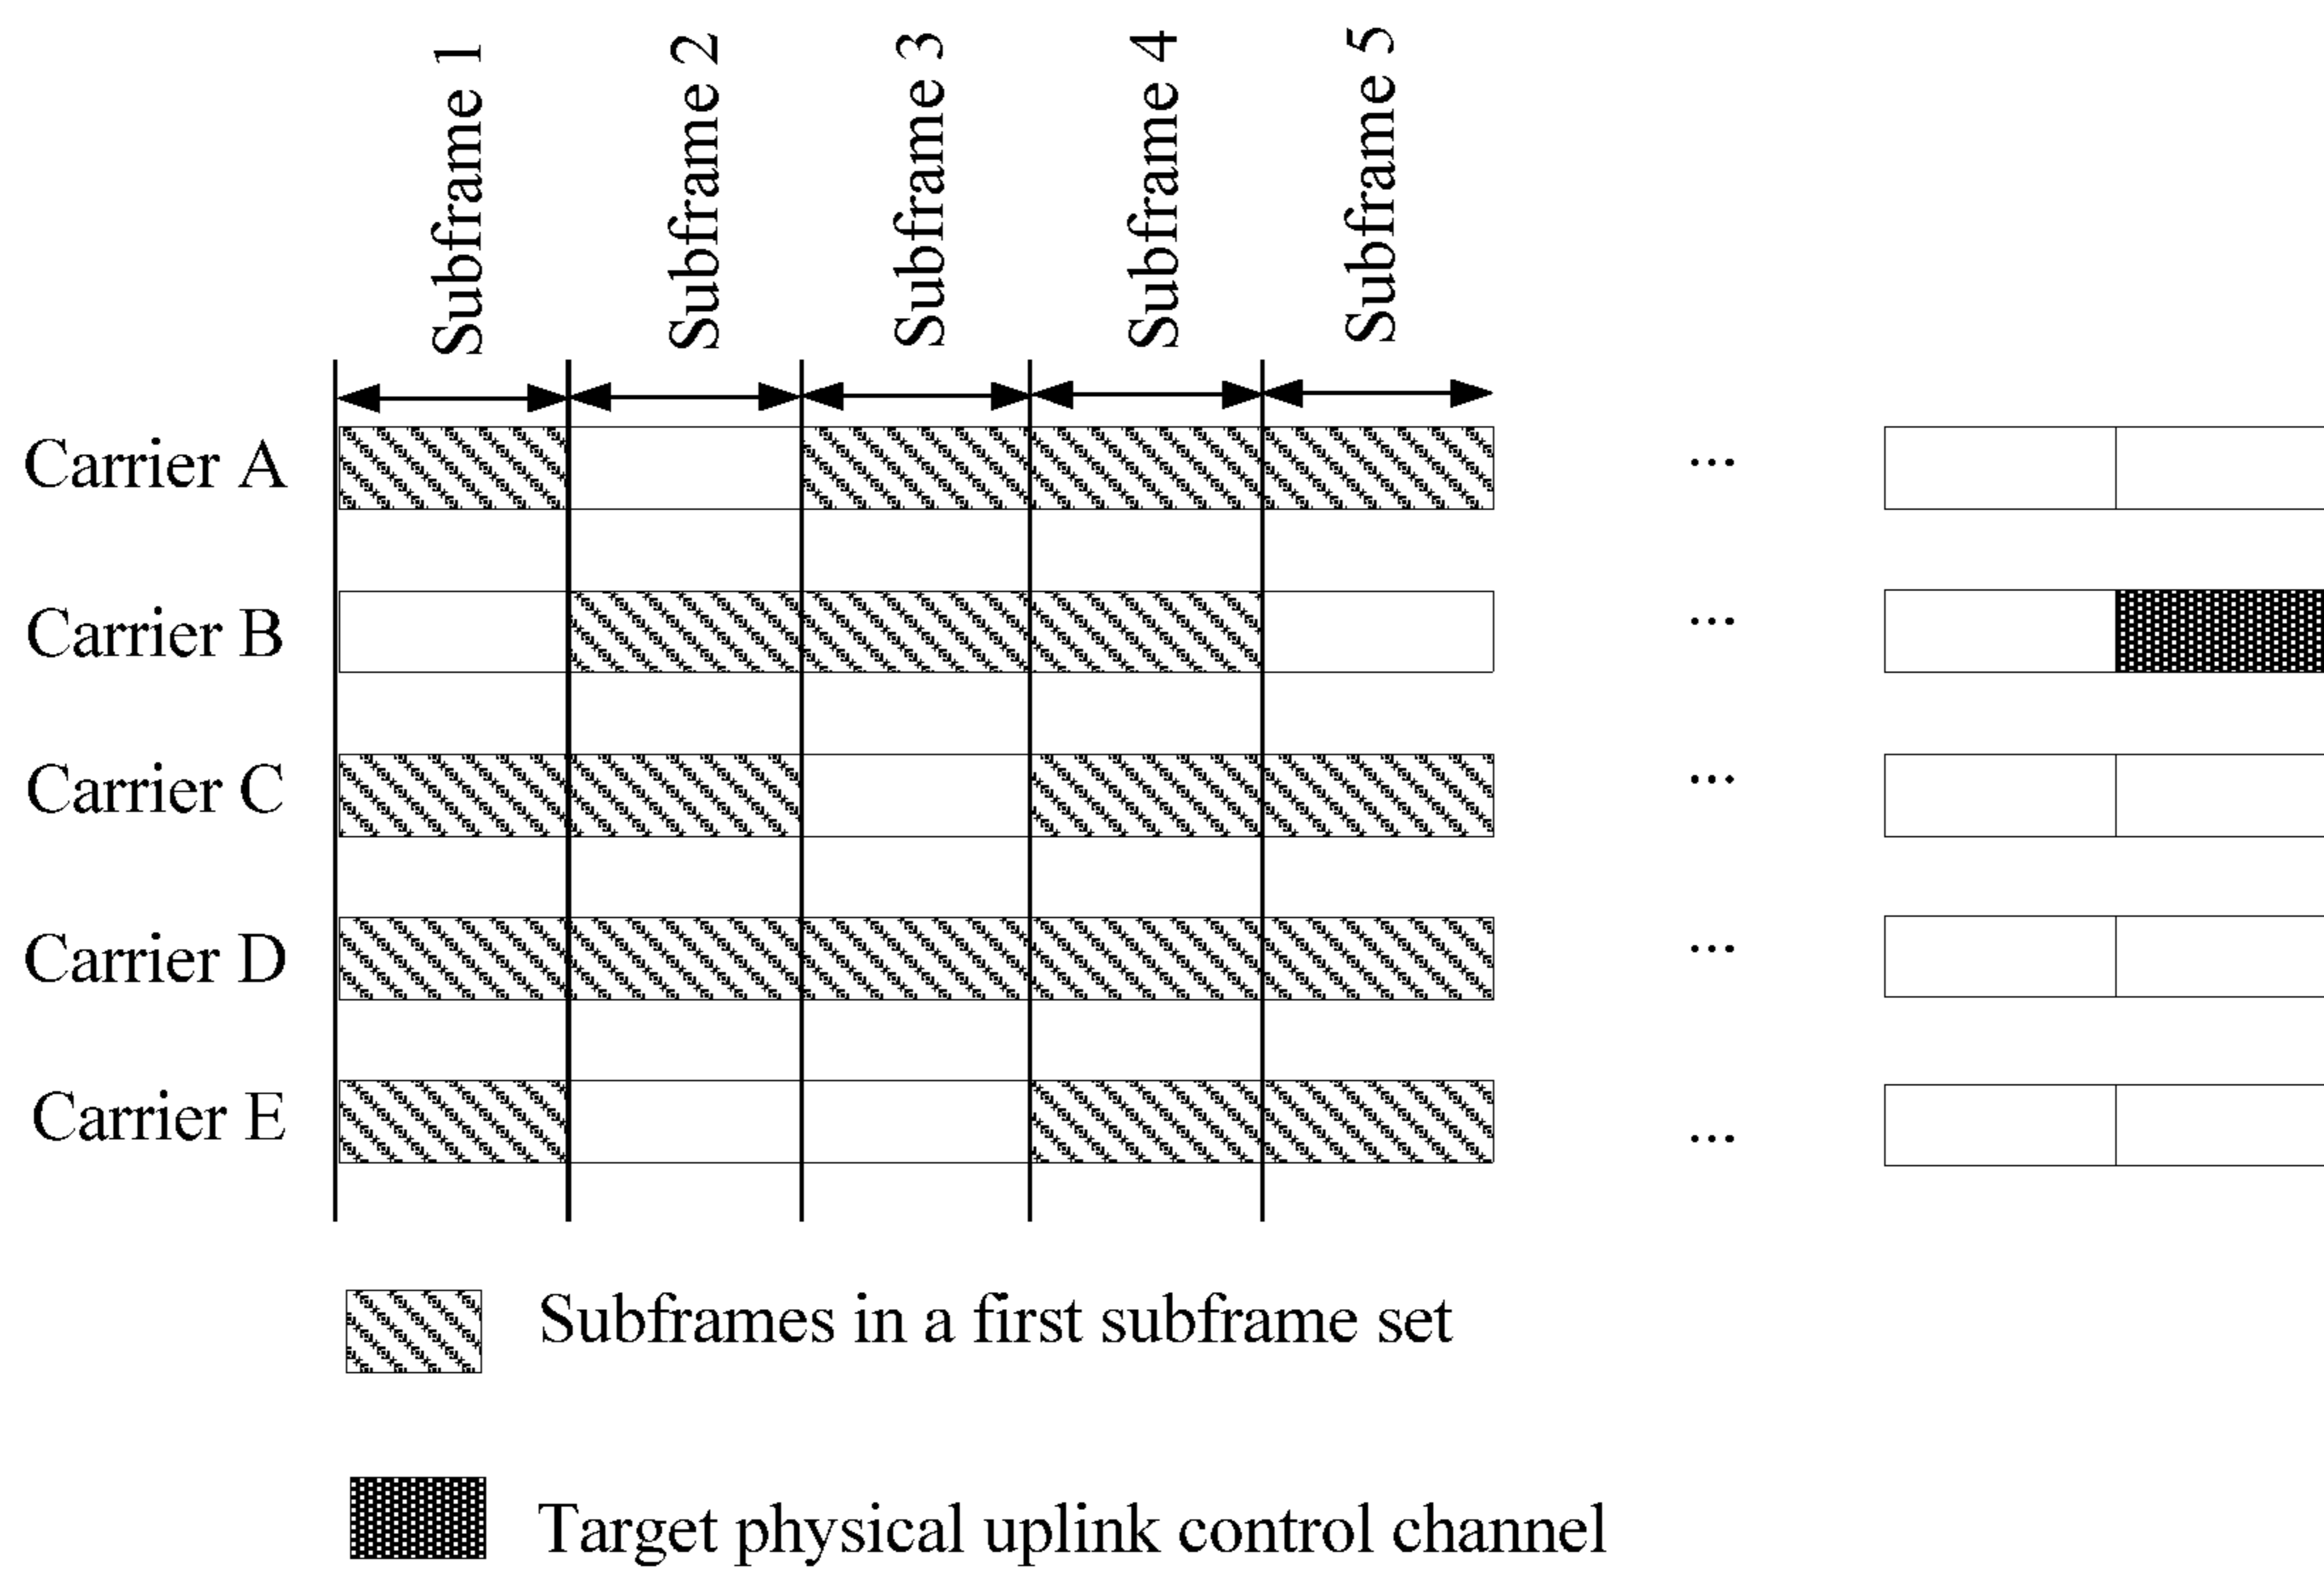 Subframe 1
Subframe 2
Subframe 3
Subframe 4
Subframe 5
Carrier A
...
Carrier B
...
Carrier C
...
Carrier D
...
Carrier E
...
Subframes in a first subframe set
Target physical uplink control channel